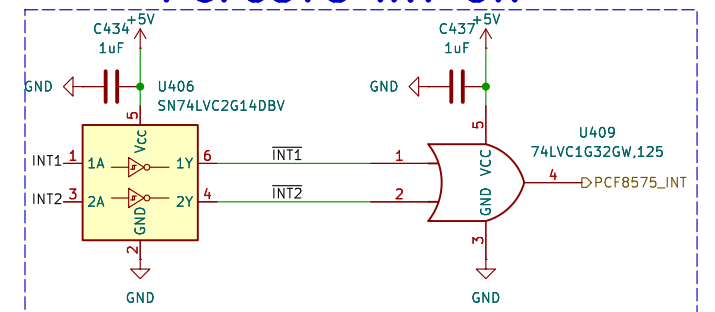 C434
+5V
1uF
GND
U406
SN74LVC2G14DBV
5
Vcc
INT1
1
1A
1Y
6
INT1
INT2
3
2A
2Y
4
INT2
GND
2
GND
C437
+5V
1uF
GND
5
U409
74LVC1G32GW,125
VCC
1
2
4
PCF8575_INT
GND
3
GND